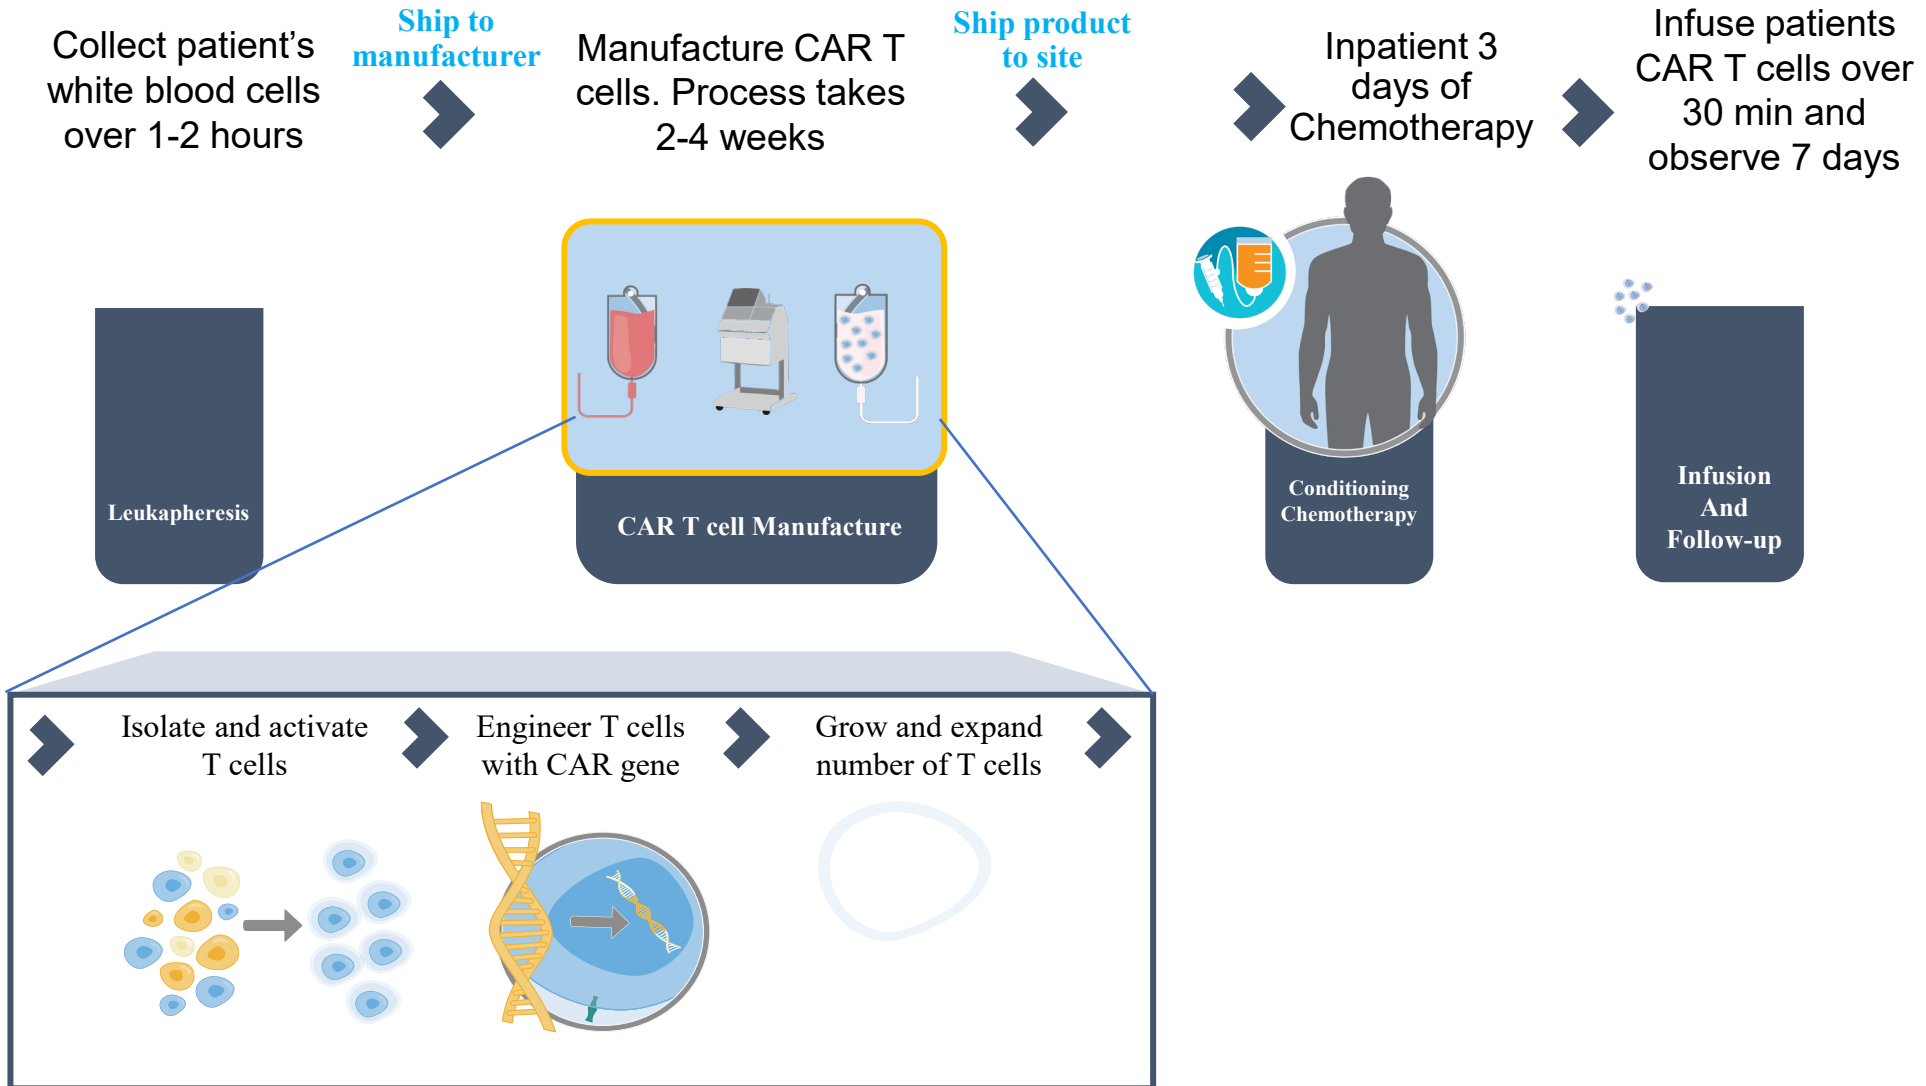 Collect patient’s
white blood cells
over 1-2 hours
Ship to
manufacturer
Manufacture CAR T
cells. Process takes
2-4 weeks
Ship product
to site
Inpatient 3
days of
Chemotherapy
Infuse patients
CAR T cells over
30 min and
observe 7 days
Leukapheresis
CAR T cell Manufacture
Conditioning
Chemotherapy
Infusion
And
Follow-up
Isolate and activate
T cells
Engineer T cells
with CAR gene
Grow and expand
number of T cells